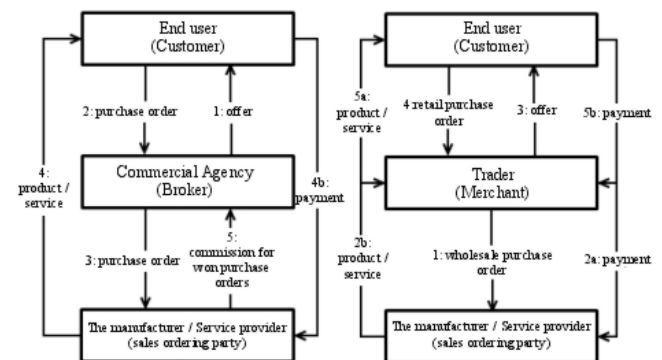 End user
(Customer)
2: purchase order
1: offer
4:
product /
service
Commercial Agency
(Broker)
4b:
payment
3: purchase order
5:
commission for
won purchase
orders
The manufacturer / Service provider
(sales ordering party)
End user
(Customer)
5a:
product /
service
4 retail purchase
order
3: offer
5b: payment
Trader
(Merchant)
2b:
product /
service
1: wholesale purchase
order
2a: payment
The manufacturer / Service provider
(sales ordering party)